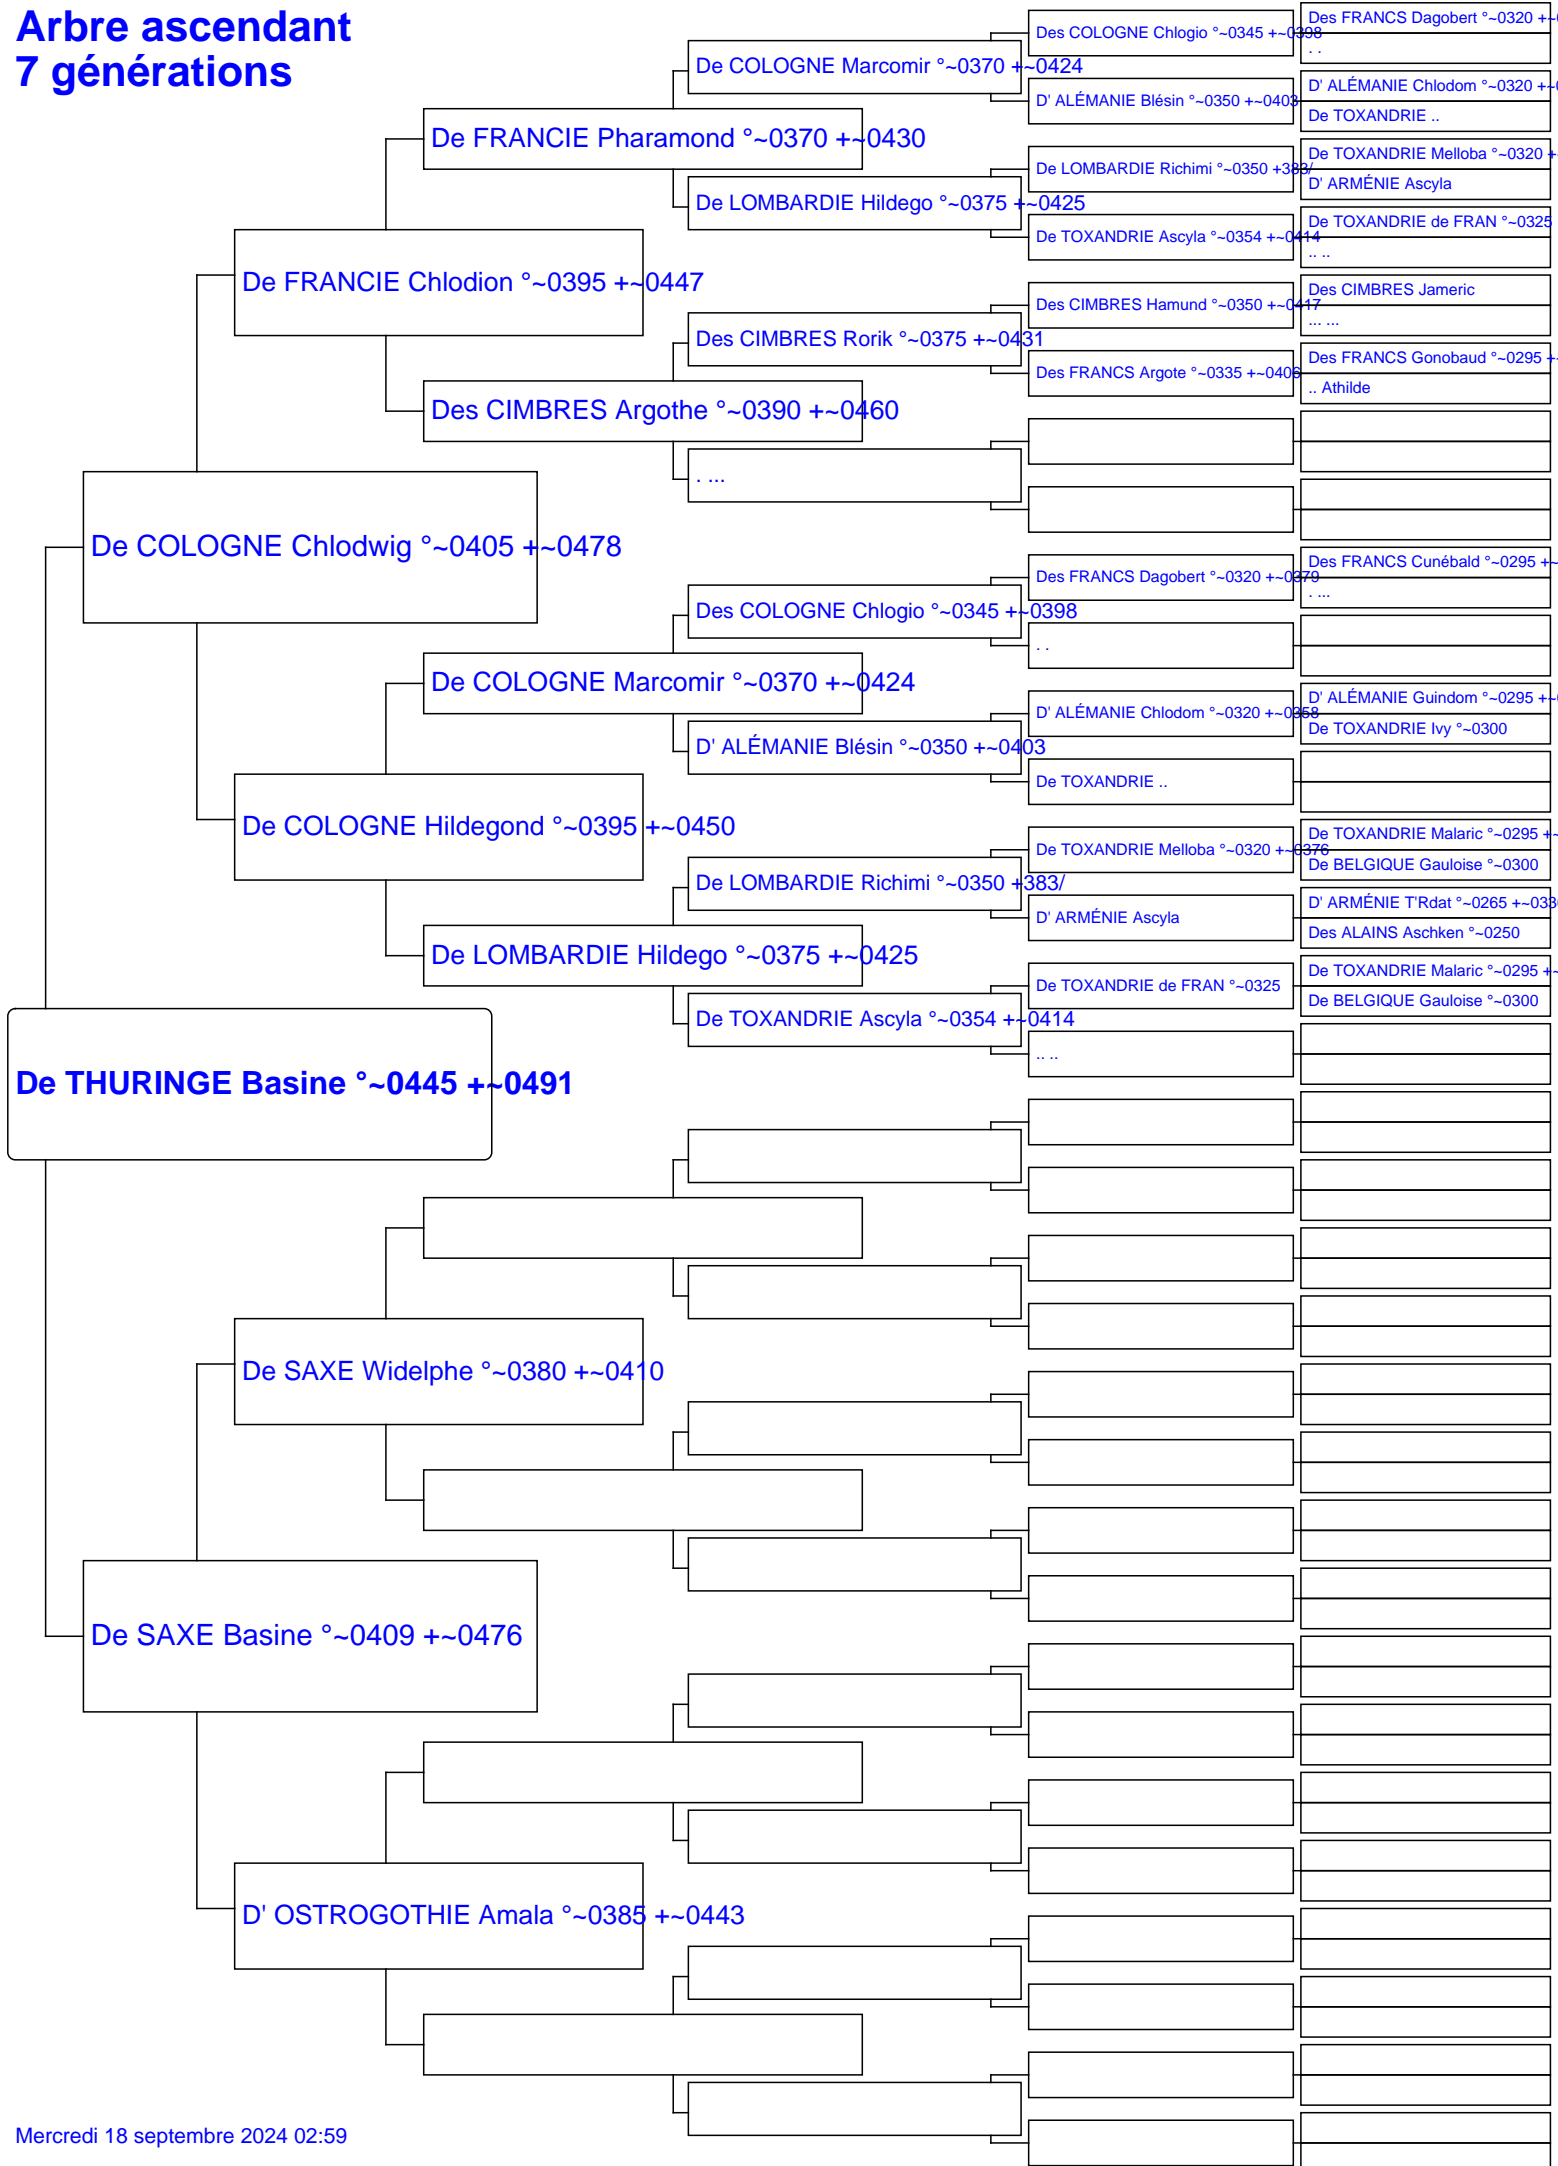 Arbre ascendant
7 générations
Des COLOGNE Chlogio °~0345 +~0398
Des FRANCS Dagobert °~0320 +~0
. .
De COLOGNE Marcomir °~0370 +~0424
D' ALÉMANIE Blésin °~0350 +~0403
D' ALÉMANIE Chlodom °~0320 +~0
De TOXANDRIE ..
De FRANCIE Pharamond °~0370 +~0430
De LOMBARDIE Richimi °~0350 +383/
De TOXANDRIE Melloba °~0320 +~
D' ARMÉNIE Ascyla
De LOMBARDIE Hildego °~0375 +~0425
De TOXANDRIE Ascyla °~0354 +~0414
De TOXANDRIE de FRAN °~0325
.. ..
De FRANCIE Chlodion °~0395 +~0447
Des CIMBRES Hamund °~0350 +~0417
Des CIMBRES Jameric
... ...
Des CIMBRES Rorik °~0375 +~0431
Des FRANCS Argote °~0335 +~0406
Des FRANCS Gonobaud °~0295 +~
.. Athilde
Des CIMBRES Argothe °~0390 +~0460
. ...
De COLOGNE Chlodwig °~0405 +~0478
Des FRANCS Dagobert °~0320 +~0379
Des FRANCS Cunébald °~0295 +~
. ...
Des COLOGNE Chlogio °~0345 +~0398
. .
De COLOGNE Marcomir °~0370 +~0424
D' ALÉMANIE Chlodom °~0320 +~0358
D' ALÉMANIE Guindom °~0295 +~0
De TOXANDRIE Ivy °~0300
D' ALÉMANIE Blésin °~0350 +~0403
De TOXANDRIE ..
De COLOGNE Hildegond °~0395 +~0450
De TOXANDRIE Melloba °~0320 +~0376
De TOXANDRIE Malaric °~0295 +~
De BELGIQUE Gauloise °~0300
De LOMBARDIE Richimi °~0350 +383/
D' ARMÉNIE Ascyla
D' ARMÉNIE T'Rdat °~0265 +~033
Des ALAINS Aschken °~0250
De LOMBARDIE Hildego °~0375 +~0425
De TOXANDRIE de FRAN °~0325
De TOXANDRIE Malaric °~0295 +~
De BELGIQUE Gauloise °~0300
De TOXANDRIE Ascyla °~0354 +~0414
.. ..
De THURINGE Basine °~0445 +~0491
De SAXE Widelphe °~0380 +~0410
De SAXE Basine °~0409 +~0476
D' OSTROGOTHIE Amala °~0385 +~0443
Mercredi 18 septembre 2024 02:59